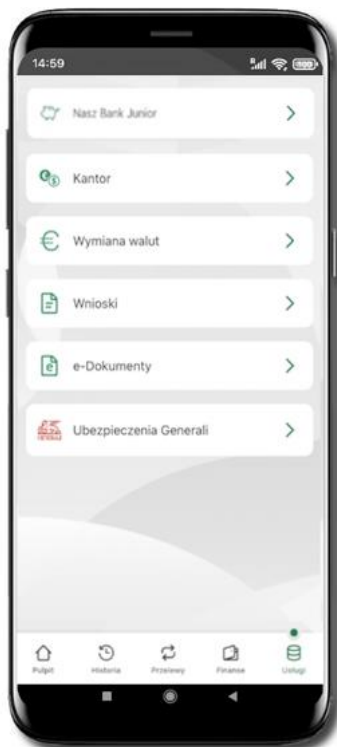 14:59
Nasz Bank Junior
Kantor
Wymiana walut
Wnioski
e-Dokumenty
Ubezpieczenia Generali
Pulpit Historia Przelewy Finanse Usługi